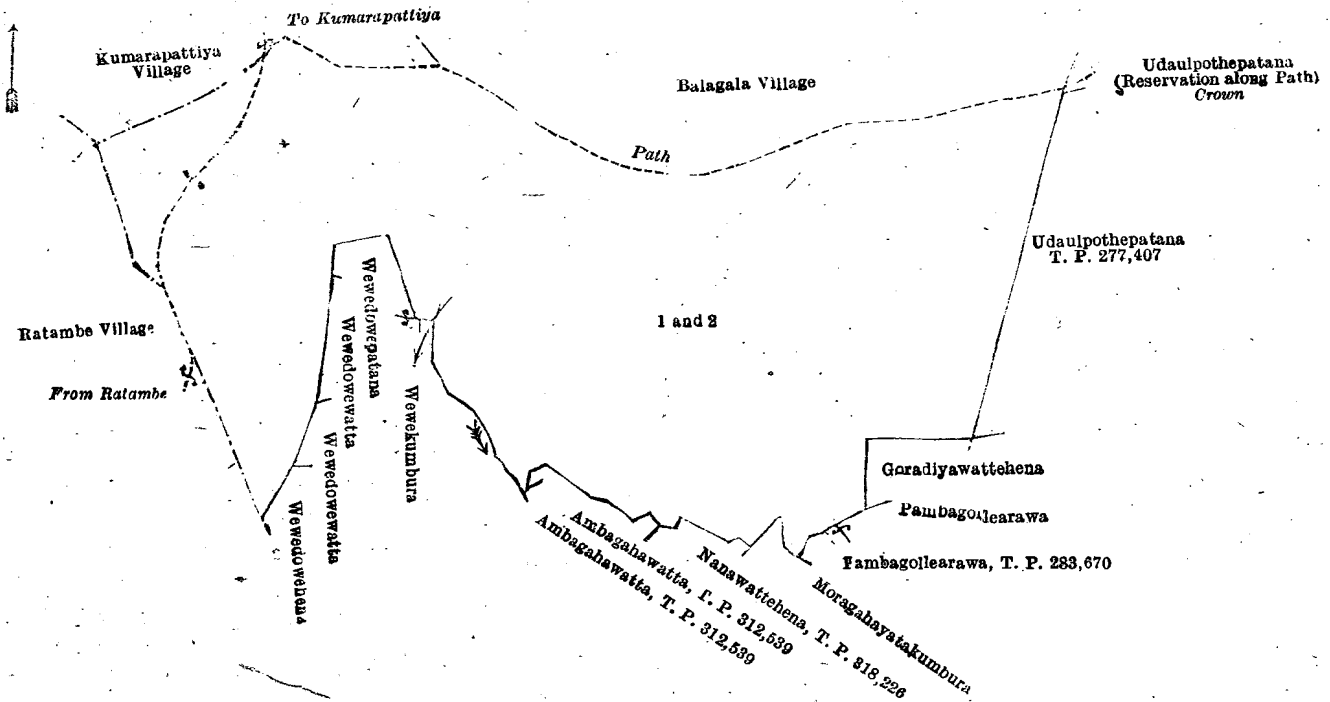 To Kumarapattiya
Kumarapattiya
Village
Balagala Village
Udaulpothepatana
(Reservation along Path)
Crown
Path
Udaulpothepatana
T. P. 277,407
Ratambe Village
From Ratambe
1 and 2
Wewedowepatana
Wewedowewatta
Wewekumbura
Wewedowewatta
Wewedowehena
Goradiyawattehena
Pambagollearawa
Pambagollearawa, T. P. 283,670
Moragahayatakumbura
Nanawattehena, T. P. 318,226
Ambagahawatta, T. P. 312,539
Ambagahawatta, T. P. 312,539